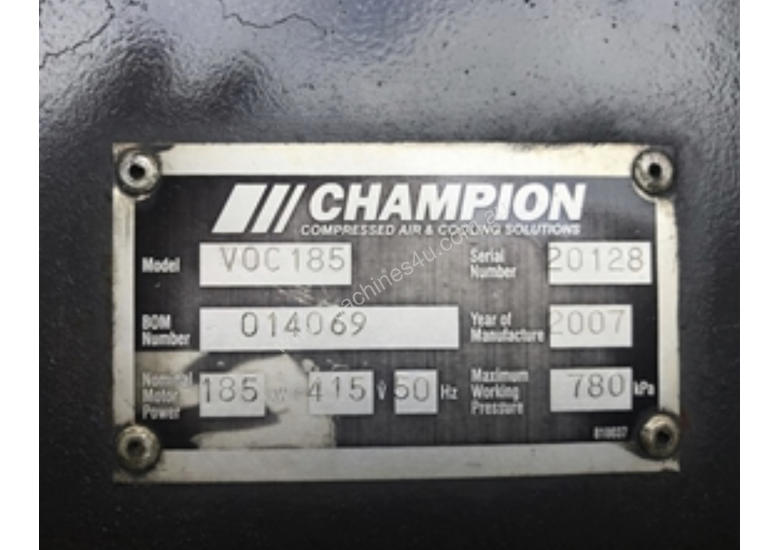 CHAMPION
COMPRESSED AIR & COOLING SOLUTIONS
Model VOC185 Serial Number 20128
BOM Number 014069 Year of Manufacture 2007
Nominal Motor Power 185 415 V 50 Hz Maximum Working Pressure 780 kPa